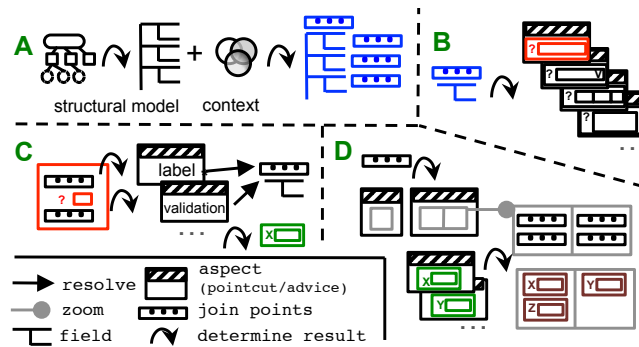 A
+
structural model
context
B
?
? V
?
?
C
label
validation
?
...
X
D
X
Y
...
X Y
Z
...
resolve
aspect
(pointcut/advice)
zoom
join points
field
determine result